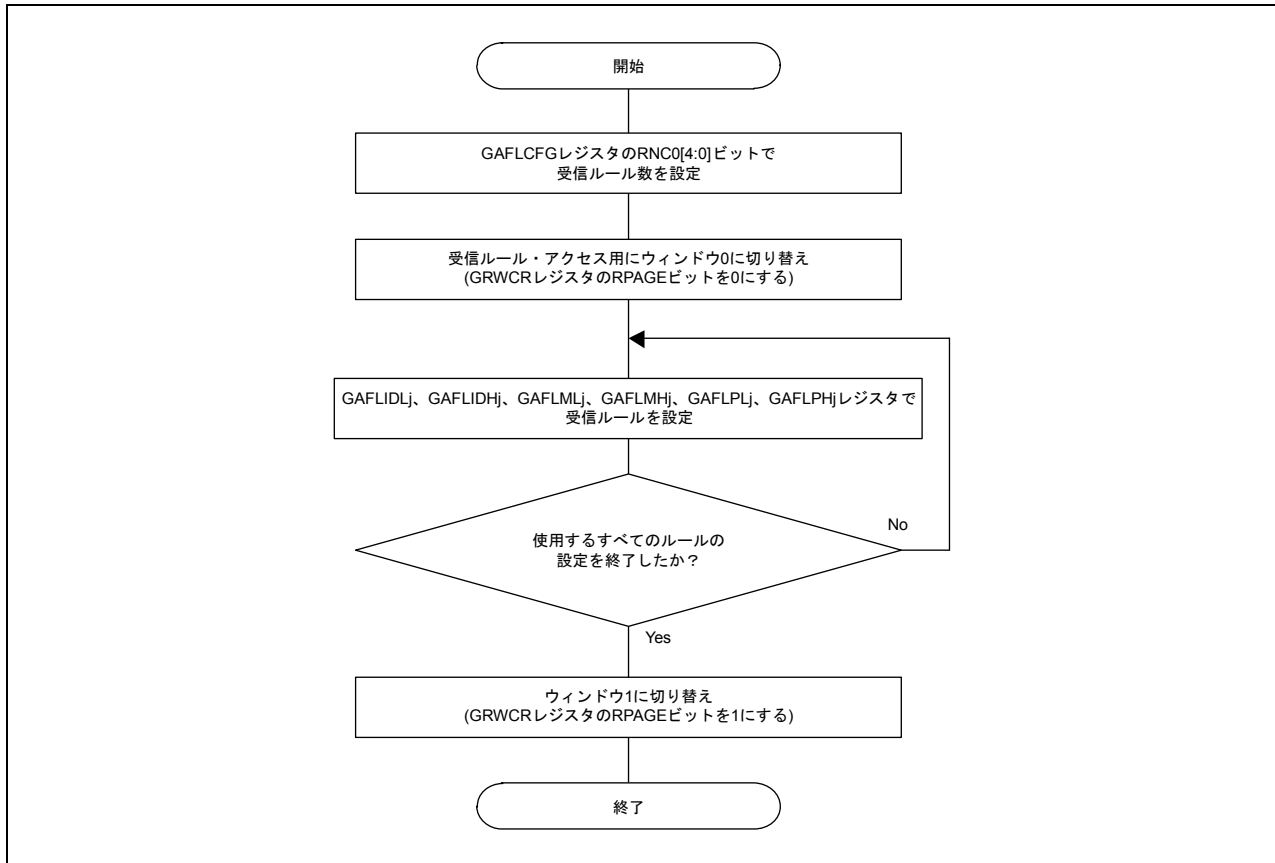 開始
GAFLCFGレジスタのRNC0[4:0]ビットで
受信ルール数を設定
受信ルール・アクセス用にウィンドウ0に切り替え
(GRWCRレジスタのRPAGEビットを0にする)
GAFLIDLj、GAFLIDHj、GAFLMLj、GAFLMHj、GAFLPLj、GAFLPHjレジスタで
受信ルールを設定
使用するすべてのルールの
設定を終了したか？
No
Yes
ウィンドウ1に切り替え
(GRWCRレジスタのRPAGEビットを1にする)
終了